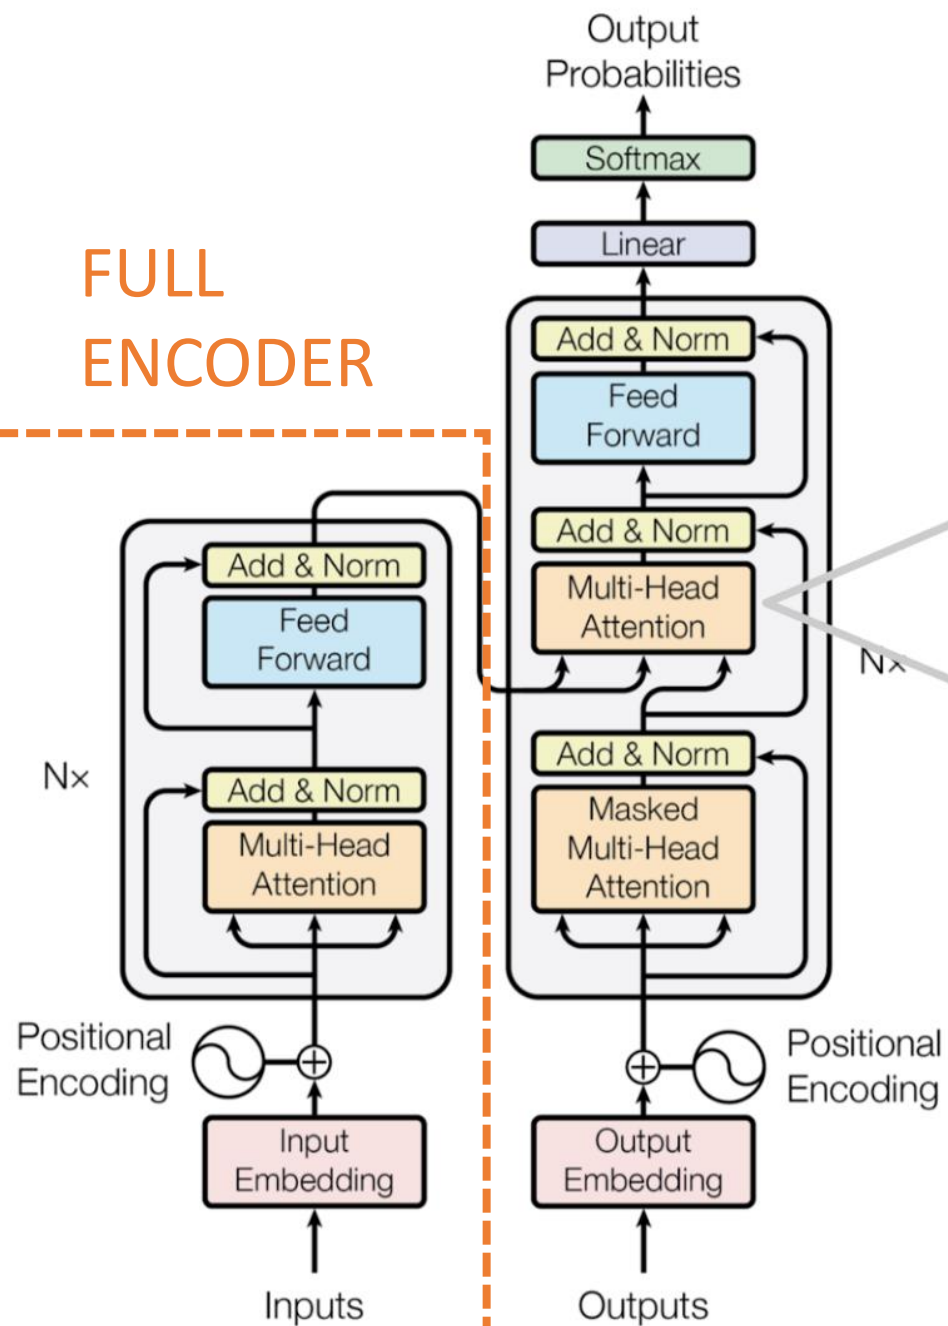 Output
Probabilities
Softmax
Linear
FULL
ENCODER
Add & Norm
Feed
Forward
Add & Norm
Multi-Head
Attention
Nx
Add & Norm
Masked
Multi-Head
Attention
Add & Norm
Feed
Forward
Nx
Add & Norm
Multi-Head
Attention
Positional
Encoding
Positional
Encoding
Input
Embedding
Output
Embedding
Inputs
Outputs